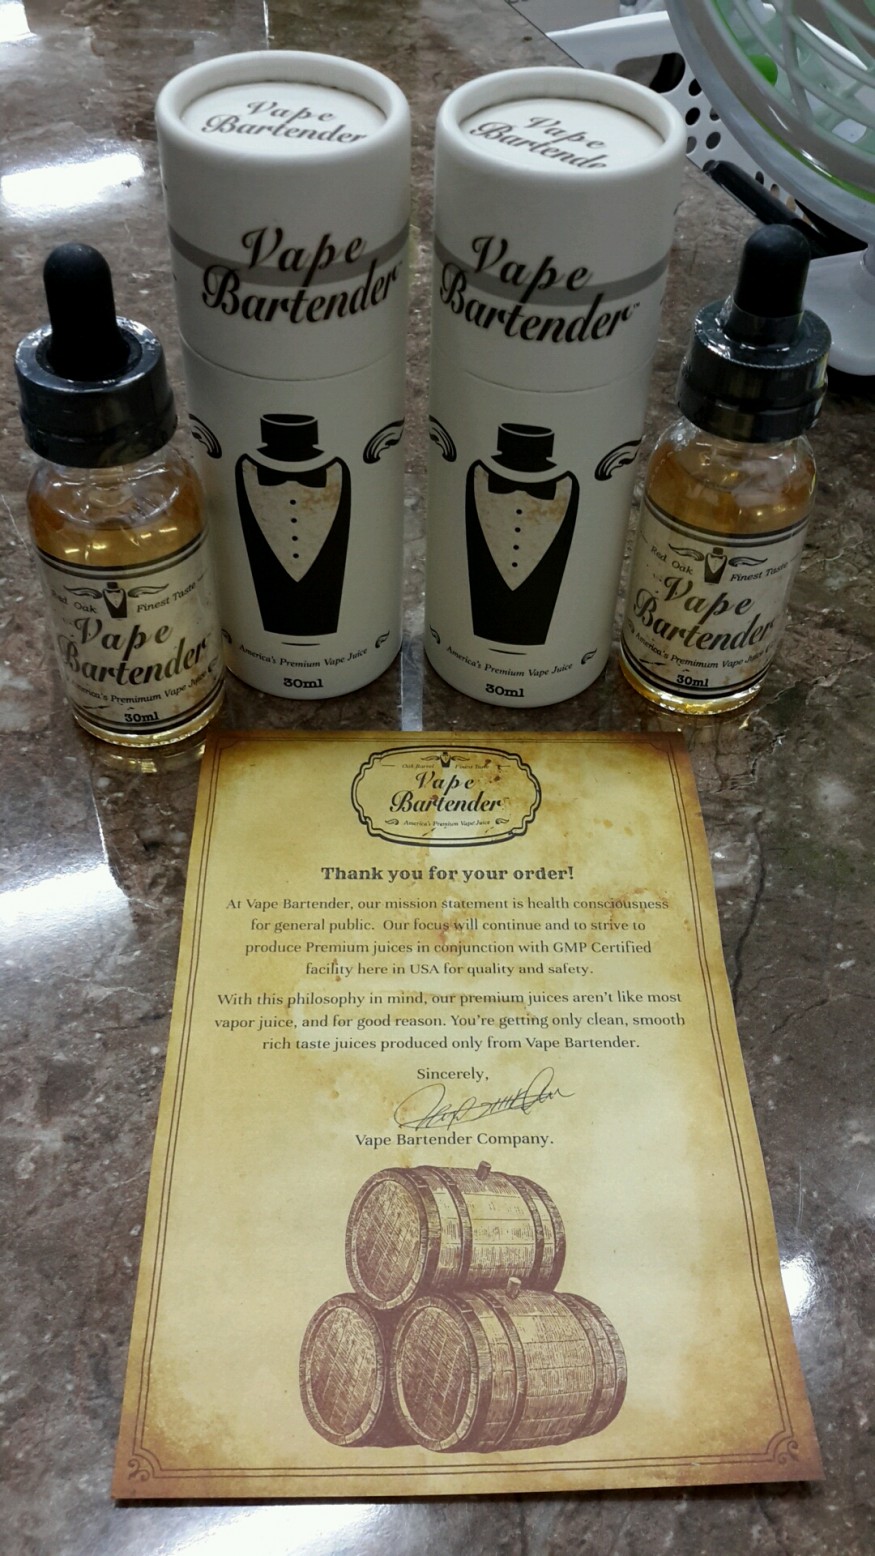 Vape
Bartender
Vape
Bartende
Vape
Bartender
America's Premium Vape Juice
30ml
Vape
Bartender
America's Premium Vape Juice
30ml
Oak Finest Taste
Vape
Bartender
America's Premimum Vape Juice
30ml
Red Oak Finest Taste
Vape
Bartender
America's Premimum Vape Juice
30ml
Vape
Bartender
America's Premium Vape Juice
Thank you for your order!
At Vape Bartender, our mission statement is health consciousness
for general public. Our focus will continue and to strive to
produce Premium juices in conjunction with GMP Certified
facility here in USA for quality and safety.
With this philosophy in mind, our premium juices aren't like most
vapor juice, and for good reason. You're getting only clean, smooth
rich taste juices produced only from Vape Bartender.
Sincerely,
Vape Bartender Company.